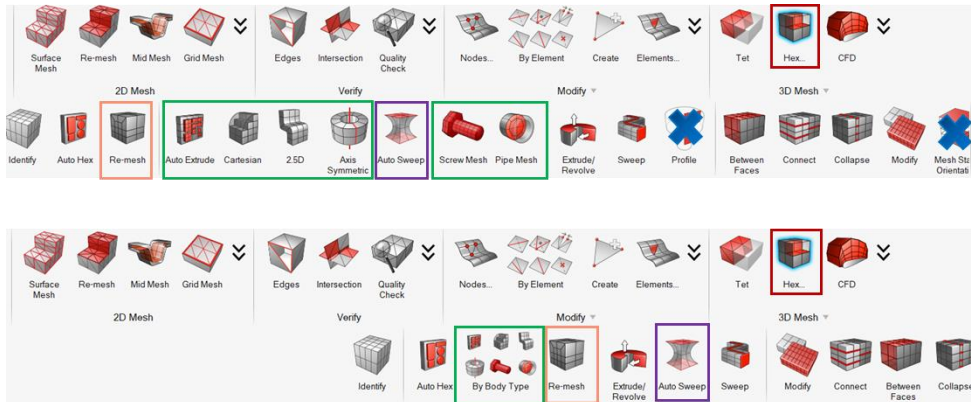 Surface Mesh
Re-mesh
Mid Mesh
Grid Mesh
Edges
Intersection
Quality Check
Nodes...
By Element
Create
Elements...
Tet
Hex...
CFD
2D Mesh
Verify
Modify
3D Mesh
Identify
Auto Hex
Re-mesh
Auto Extrude
Cartesian
2.5D
Axis Symmetric
Auto Sweep
Screw Mesh
Pipe Mesh
Extrude/ Revolve
Sweep
Profile
Between Faces
Connect
Collapse
Modify
Mesh Sta
Orientati
Surface Mesh
Re-mesh
Mid Mesh
Grid Mesh
Edges
Intersection
Quality Check
Nodes...
By Element
Create
Elements...
Tet
Hex...
CFD
2D Mesh
Verify
Modify
3D Mesh
Identify
Auto Hex
By Body Type
Re-mesh
Extrude/ Revolve
Auto Sweep
Sweep
Modify
Connect
Between Faces
Collapse